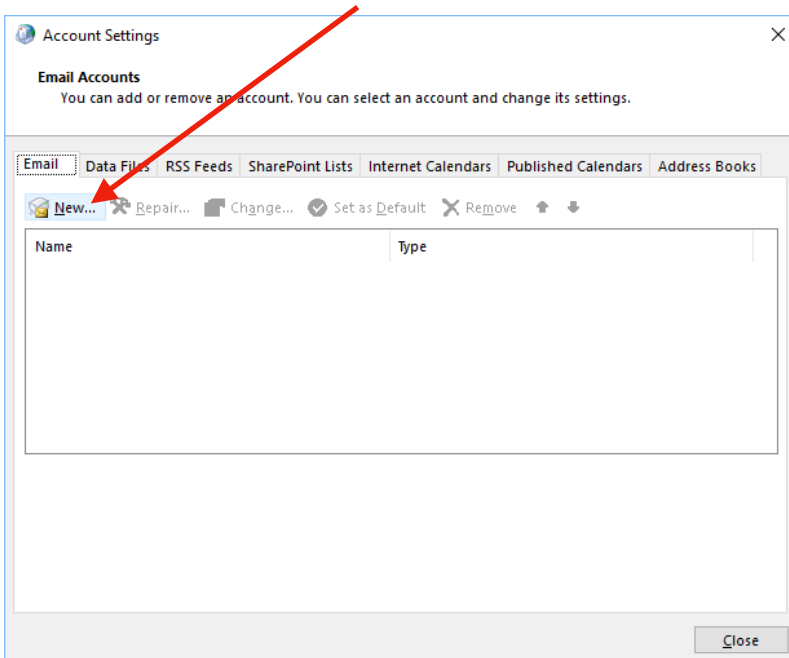 Account Settings
Email Accounts
You can add or remove an account. You can select an account and change its settings.
Email Data Files RSS Feeds SharePoint Lists Internet Calendars Published Calendars Address Books
New... Repair... Change... Set as Default Remove
Name Type
Close